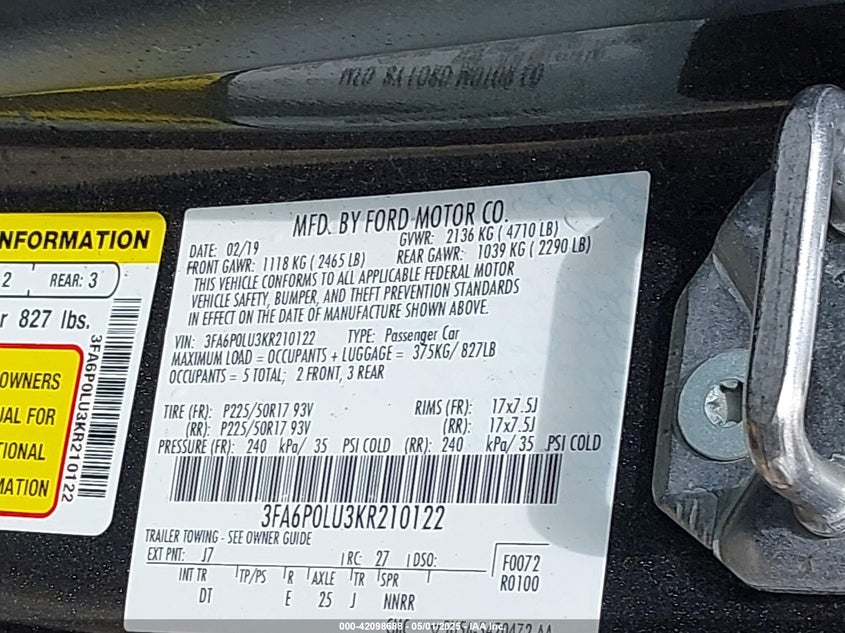 NFORMATION
2 REAR: 3
r 827 lbs.
OWNERS
UAL FOR
TIONAL
MATION
3FA6P0LU3KR210122
MFD. BY FORD MOTOR CO.
DATE: 02/19 GVWR: 2136 KG ( 4710 LB)
FRONT GAWR: 1118 KG ( 2465 LB) REAR GAWR: 1039 KG ( 2290 LB)
THIS VEHICLE CONFORMS TO ALL APPLICABLE FEDERAL MOTOR
VEHICLE SAFETY, BUMPER, AND THEFT PREVENTION STANDARDS
IN EFFECT ON THE DATE OF MANUFACTURE SHOWN ABOVE.
VIN: 3FA6P0LU3KR210122 TYPE: Passenger Car
MAXIMUM LOAD = OCCUPANTS + LUGGAGE = 375KG/ 827LB
OCCUPANTS = 5 TOTAL; 2 FRONT, 3 REAR
TIRE (FR): P225/50R17 93V RIMS (FR): 17x7.5J
(RR): P225/50R17 93V (RR): 17x7.5J
PRESSURE (FR): 240 kPa/ 35 PSI COLD (RR): 240 kPa/ 35 PSI COLD
3FA6P0LU3KR210122
TRAILER TOWING - SEE OWNER GUIDE
EXT PNT: J7 RC: 27 DSO: F0072
INT TR TP/PS R AXLE TR SPR R0100
DT E 25 J NNRR
000-42098688 - 05/01/2025 - IAA Inc.